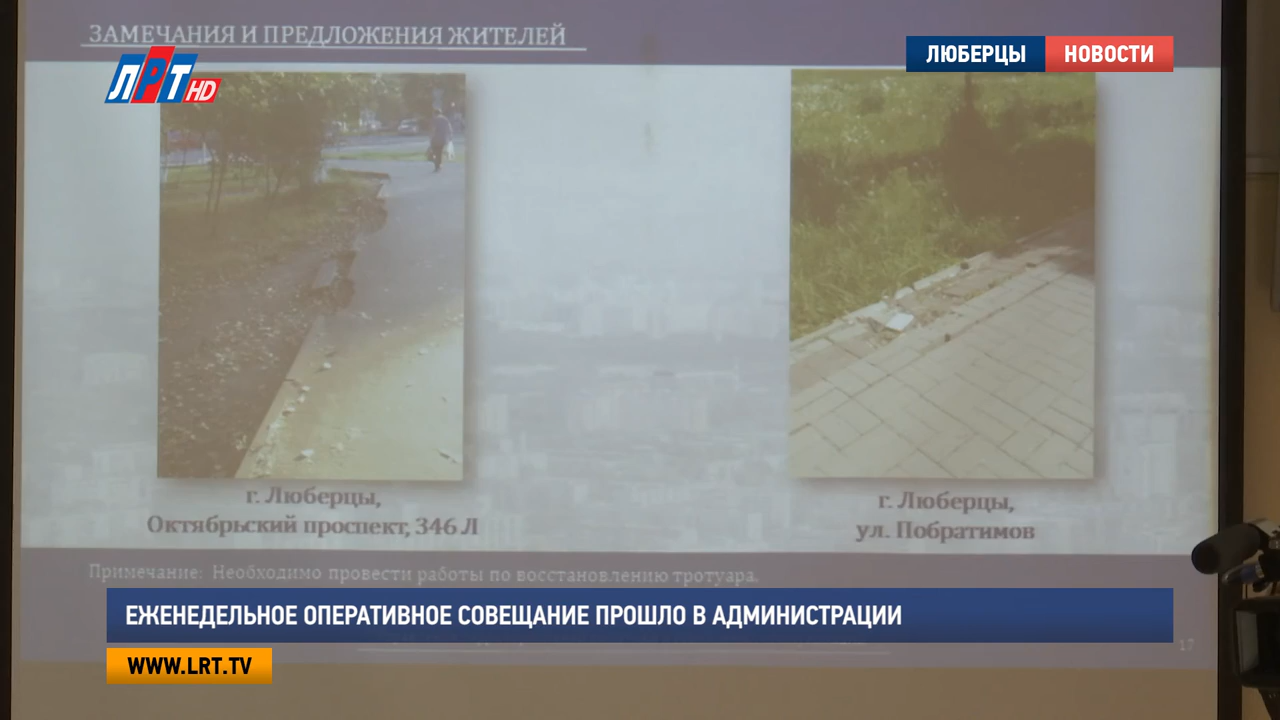 ЗАМЕЧАНИЯ И ПРЕДЛОЖЕНИЯ ЖИТЕЛЕЙ
ЛРТ HD
ЛЮБЕРЦЫ НОВОСТИ
г. Люберцы,
Октябрьский проспект, 346 Л
г. Люберцы,
ул. Побратимов
Примечание: Необходимо провести работы по восстановлению тротуара.
ЕЖЕНЕДЕЛЬНОЕ ОПЕРАТИВНОЕ СОВЕЩАНИЕ ПРОШЛО В АДМИНИСТРАЦИИ
17
WWW.LRT.TV